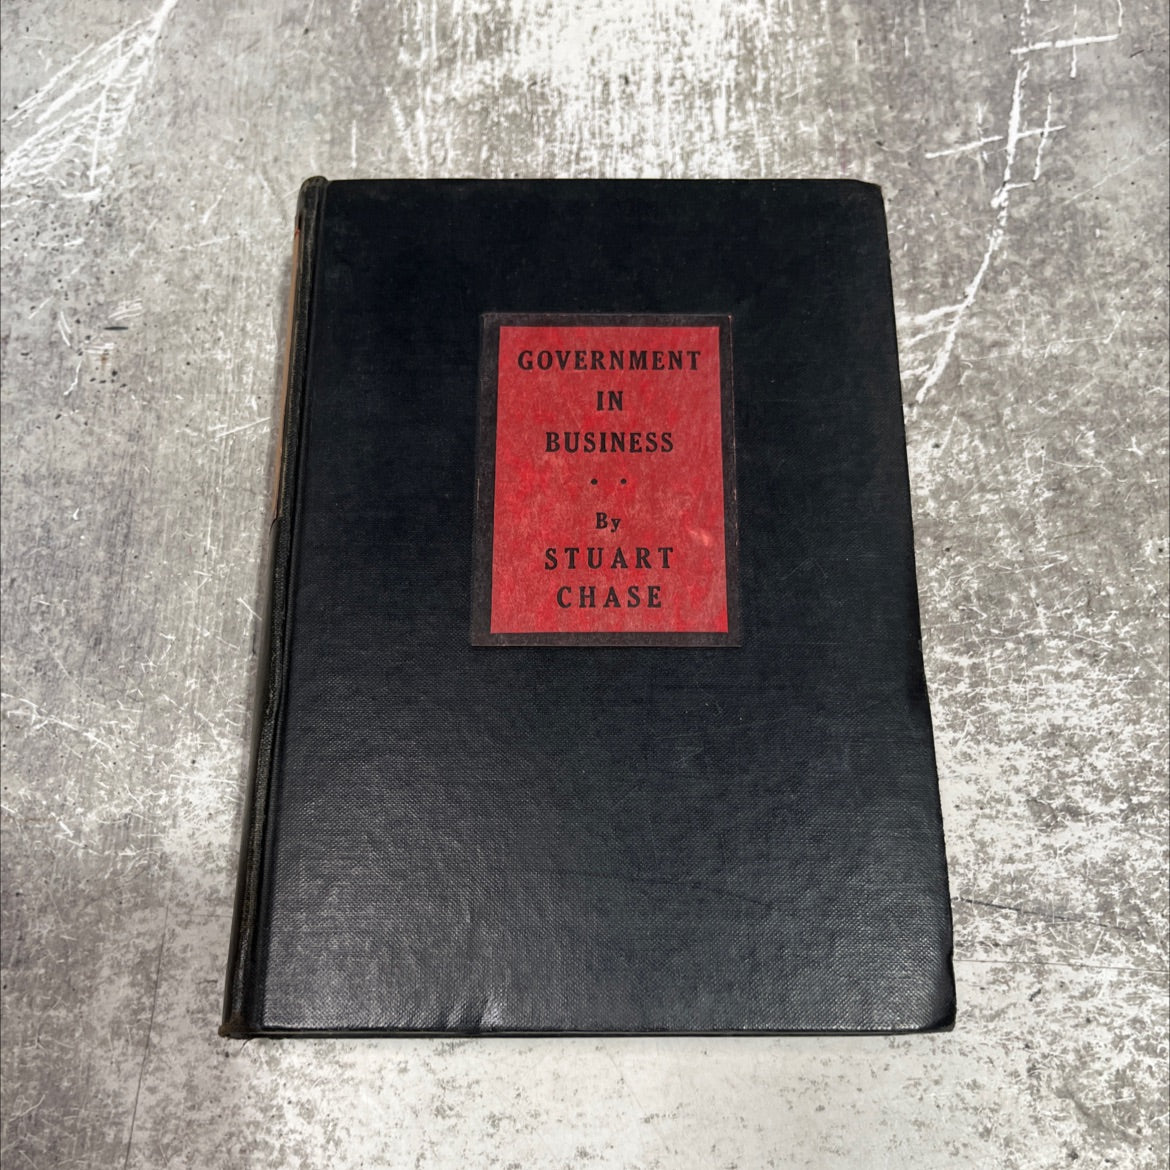 GOVERNMENT
IN
BUSINESS
• •
By
STUART
CHASE